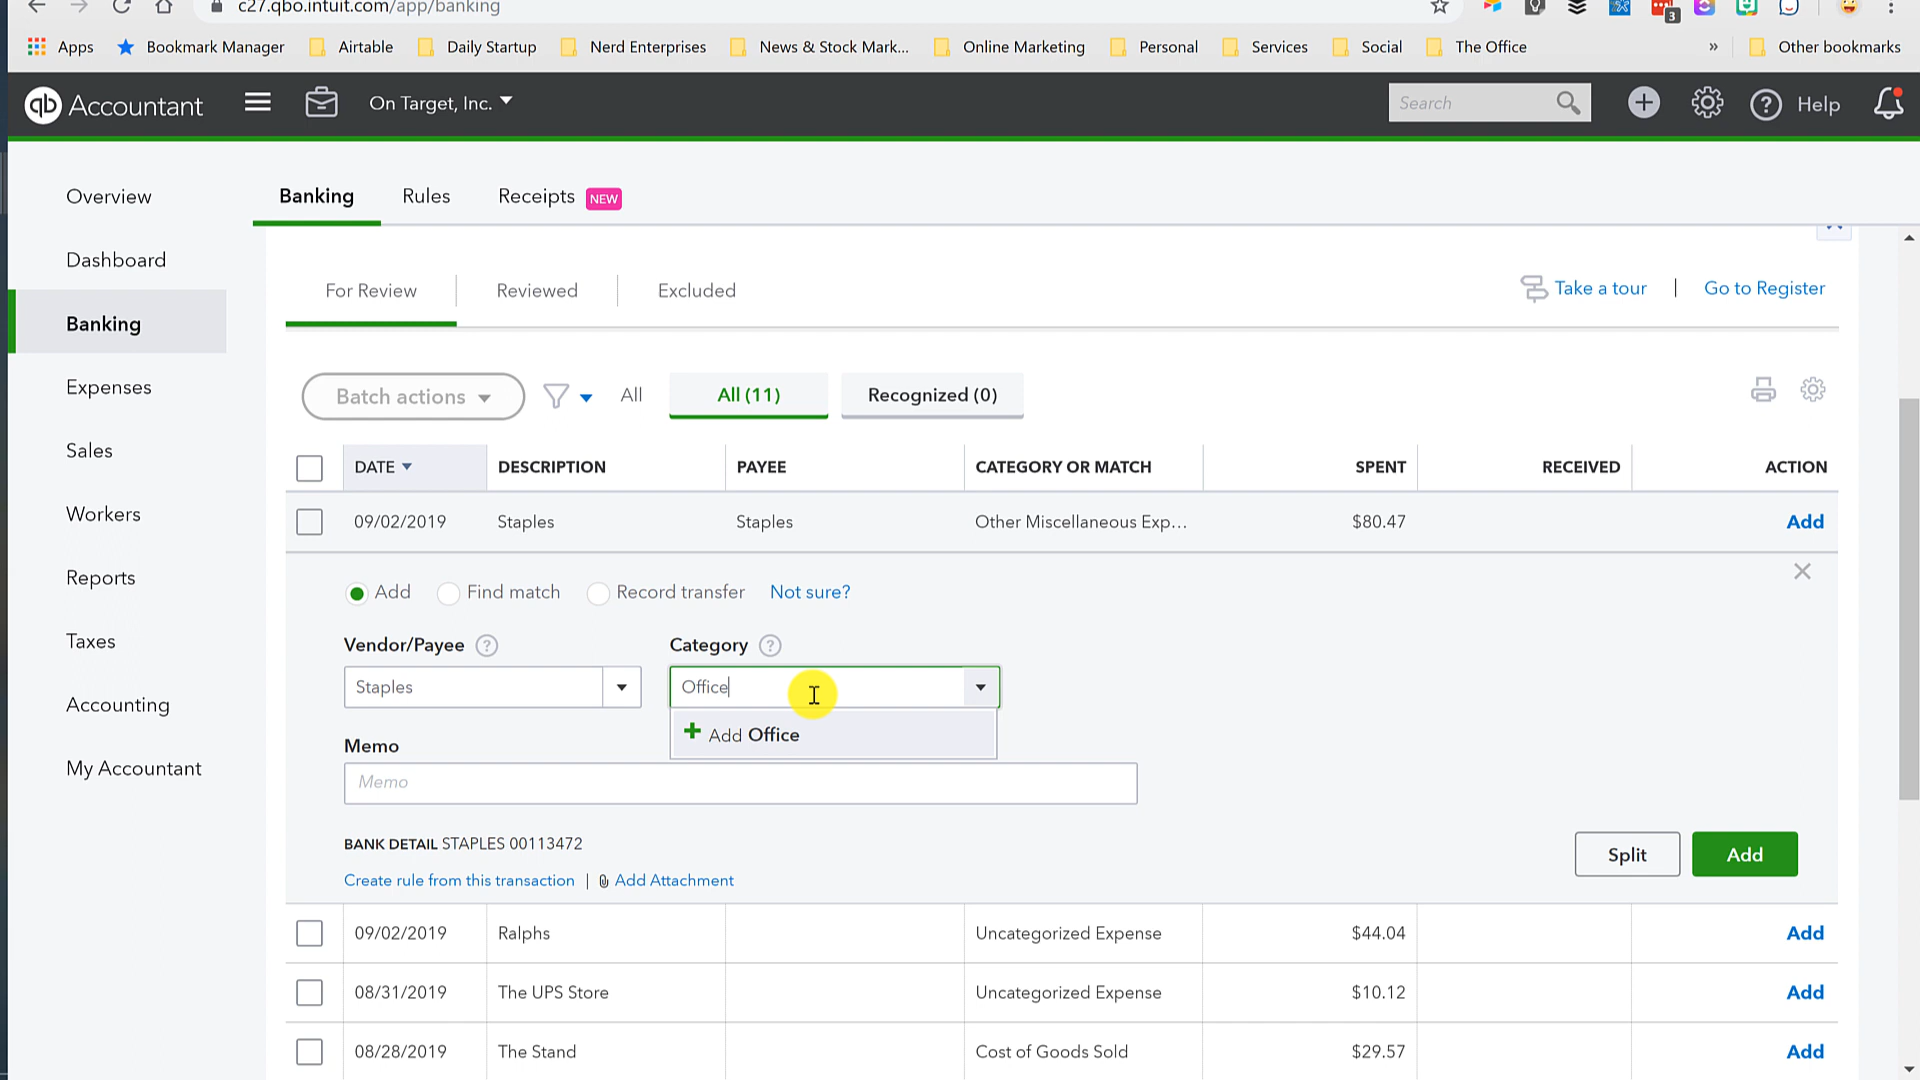 c27.qbo.intuit.com/app/banking
3
Apps Bookmark Manager Airtable Daily Startup Nerd Enterprises News & Stock Mark... Online Marketing Personal Services Social The Office » Other bookmarks
qb Accountant On Target, Inc. Search ? Help
Overview
Dashboard
Banking
Expenses
Sales
Workers
Reports
Taxes
Accounting
My Accountant
Banking Rules Receipts NEW
For Review Reviewed Excluded Take a tour | Go to Register
Batch actions All All (11) Recognized (0)
DATE DESCRIPTION PAYEE CATEGORY OR MATCH SPENT RECEIVED ACTION
09/02/2019 Staples Staples Other Miscellaneous Exp... $80.47 Add
Add Find match Record transfer Not sure?
Vendor/Payee ? Category ?
Staples Office
Add Office
Memo
Memo
BANK DETAIL STAPLES 00113472
Split Add
Create rule from this transaction | Add Attachment
09/02/2019 Ralphs Uncategorized Expense $44.04 Add
08/31/2019 The UPS Store Uncategorized Expense $10.12 Add
08/28/2019 The Stand Cost of Goods Sold $29.57 Add